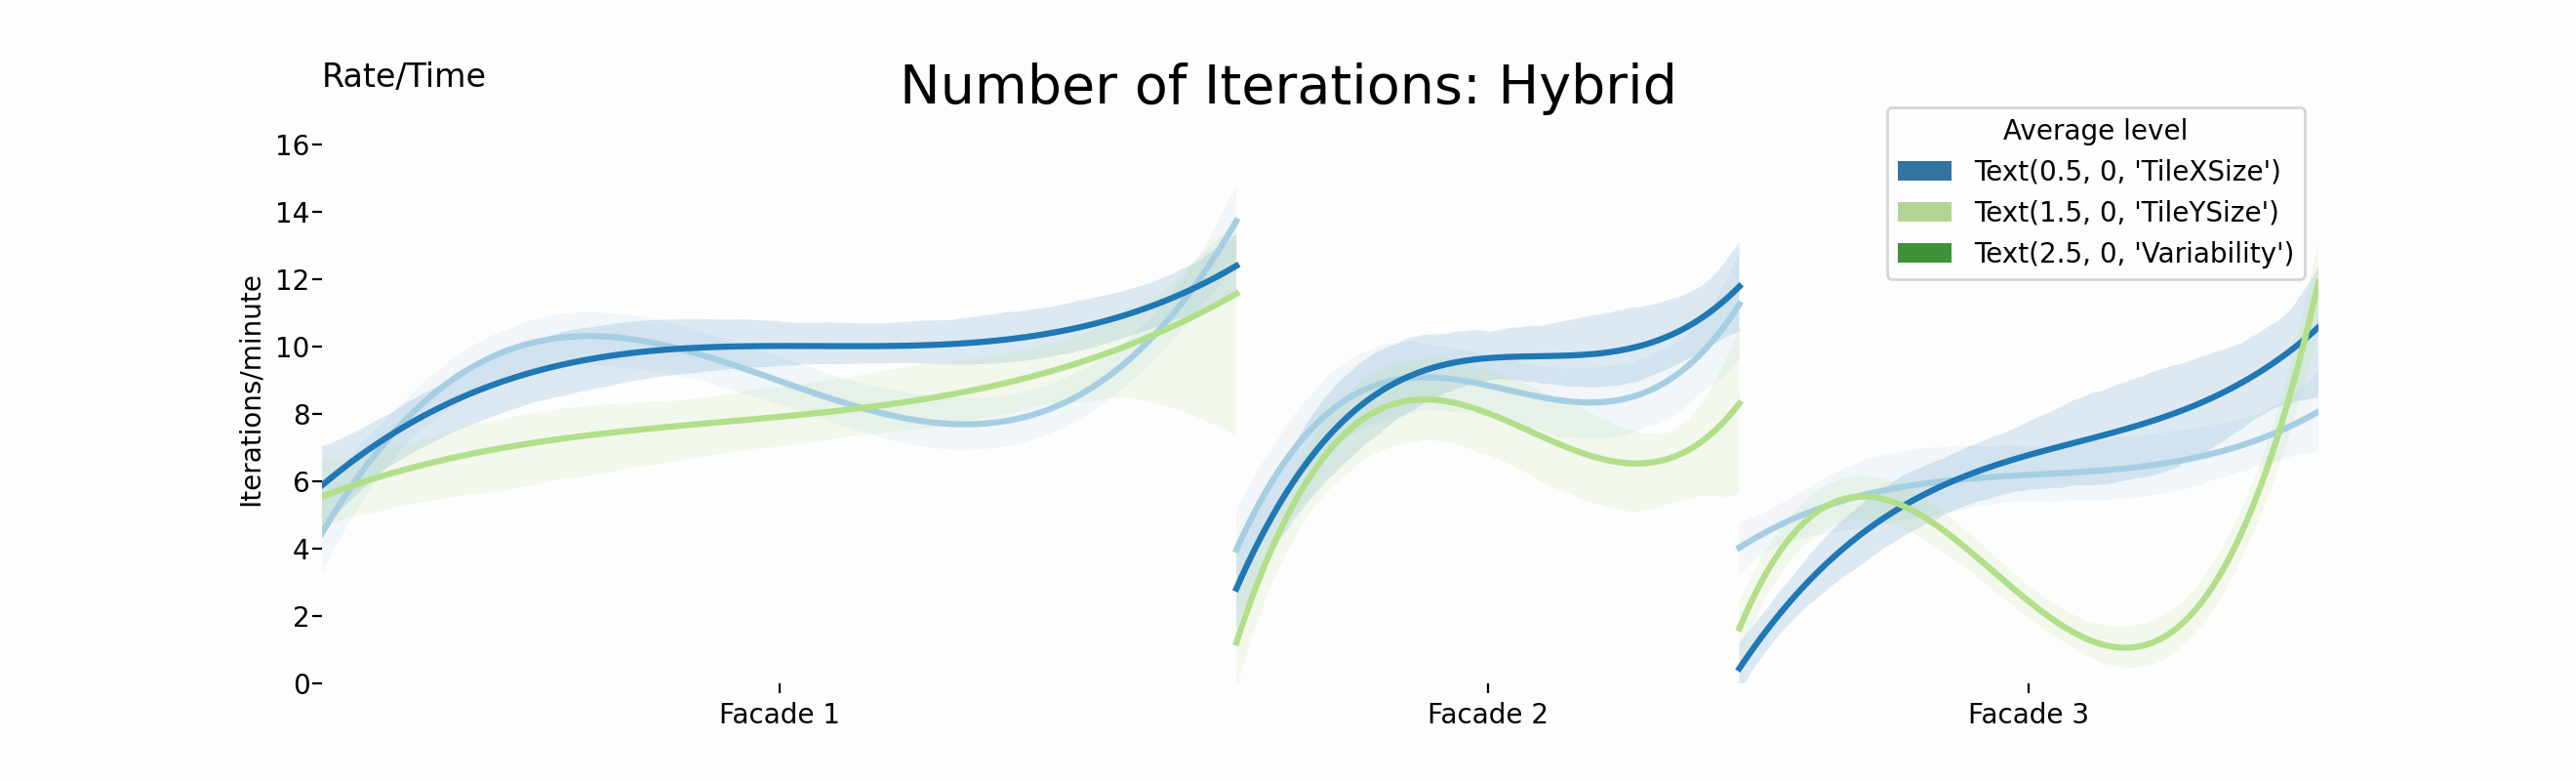 Rate/Time
Number of Iterations: Hybrid
Average level
Text(0.5, 0, 'TileXSize')
Text(1.5, 0, 'TileYSize')
Text(2.5, 0, 'Variability')
Iterations/minute
16
14
12
10
8
6
4
2
0
Facade 1
Facade 2
Facade 3